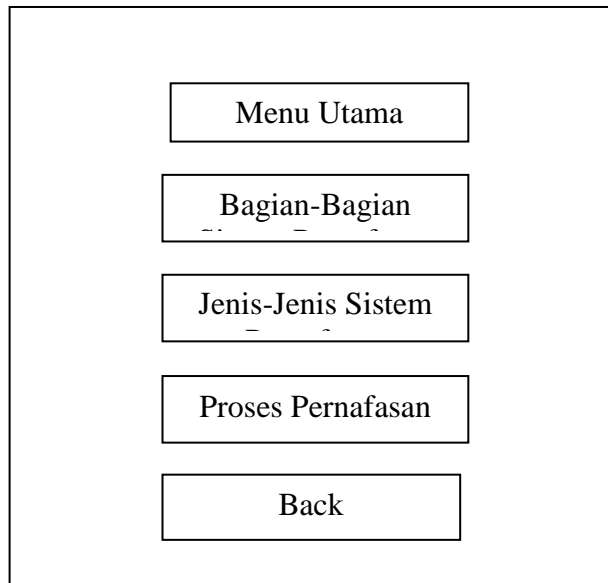 Menu Utama
Bagian-Bagian
Jenis-Jenis Sistem
Proses Pernafasan
Back